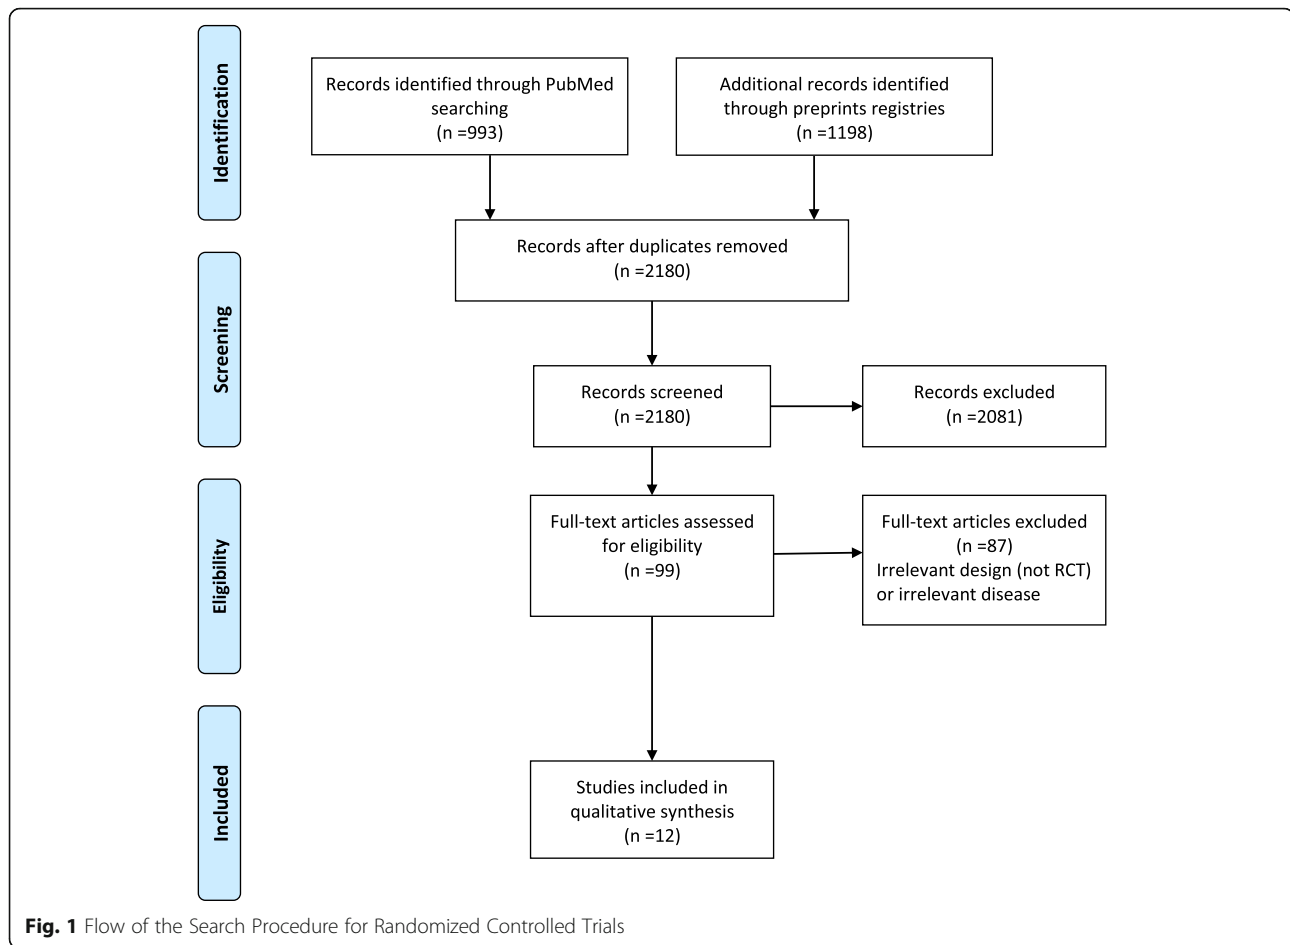 Identification
Records identified through PubMed
searching
(n =993)
Additional records identified
through preprints registries
(n =1198)
Records after duplicates removed
(n =2180)
Screening
Records screened
(n =2180)
Records excluded
(n =2081)
Eligibility
Full-text articles assessed
for eligibility
(n =99)
Full-text articles excluded
(n =87)
Irrelevant design (not RCT)
or irrelevant disease
Included
Studies included in
qualitative synthesis
(n =12)
Fig. 1 Flow of the Search Procedure for Randomized Controlled Trials